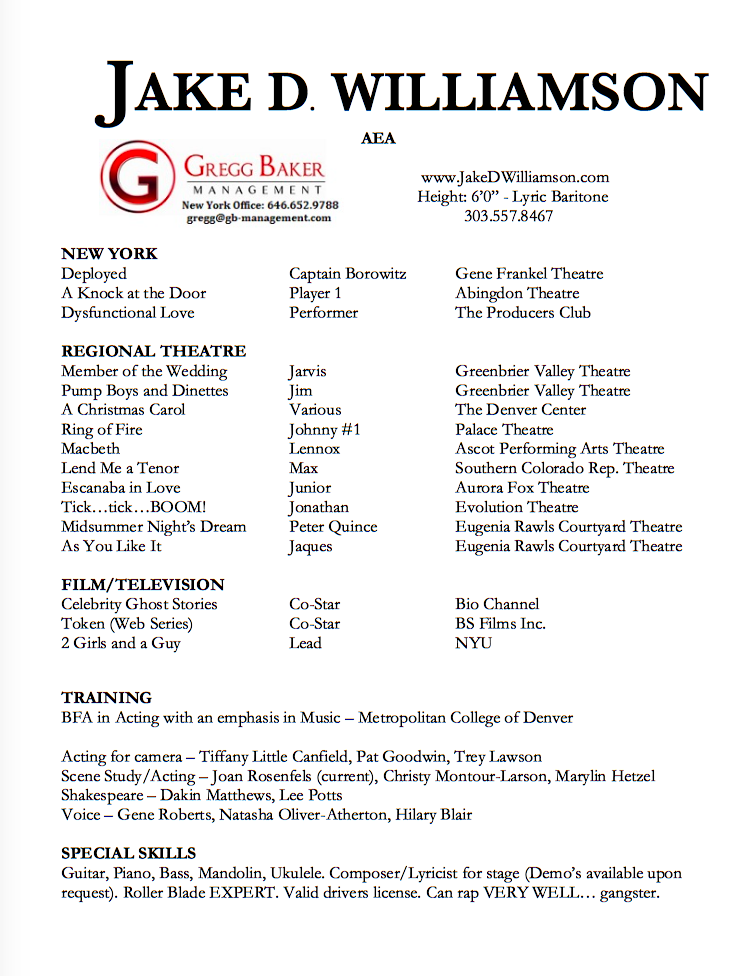 JAKE D. WILLIAMSON
AEA
G GREGG BAKER
MANAGEMENT
New York Office: 646.652.9788
gregg@gb-management.com
www.JakeDWilliamson.com
Height: 6’0” - Lyric Baritone
303.557.8467
NEW YORK
Deployed Captain Borowitz Gene Frankel Theatre
A Knock at the Door Player 1 Abingdon Theatre
Dysfunctional Love Performer The Producers Club
REGIONAL THEATRE
Member of the Wedding Jarvis Greenbrier Valley Theatre
Pump Boys and Dinettes Jim Greenbrier Valley Theatre
A Christmas Carol Various The Denver Center
Ring of Fire Johnny #1 Palace Theatre
Macbeth Lennox Ascot Performing Arts Theatre
Lend Me a Tenor Max Southern Colorado Rep. Theatre
Escanaba in Love Junior Aurora Fox Theatre
Tick…tick…BOOM! Jonathan Evolution Theatre
Midsummer Night’s Dream Peter Quince Eugenia Rawls Courtyard Theatre
As You Like It Jaques Eugenia Rawls Courtyard Theatre
FILM/TELEVISION
Celebrity Ghost Stories Co-Star Bio Channel
Token (Web Series) Co-Star BS Films Inc.
2 Girls and a Guy Lead NYU
TRAINING
BFA in Acting with an emphasis in Music – Metropolitan College of Denver
Acting for camera – Tiffany Little Canfield, Pat Goodwin, Trey Lawson
Scene Study/Acting – Joan Rosenfels (current), Christy Montour-Larson, Marylin Hetzel
Shakespeare – Dakin Matthews, Lee Potts
Voice – Gene Roberts, Natasha Oliver-Atherton, Hilary Blair
SPECIAL SKILLS
Guitar, Piano, Bass, Mandolin, Ukulele. Composer/Lyricist for stage (Demo’s available upon
request). Roller Blade EXPERT. Valid drivers license. Can rap VERY WELL… gangster.